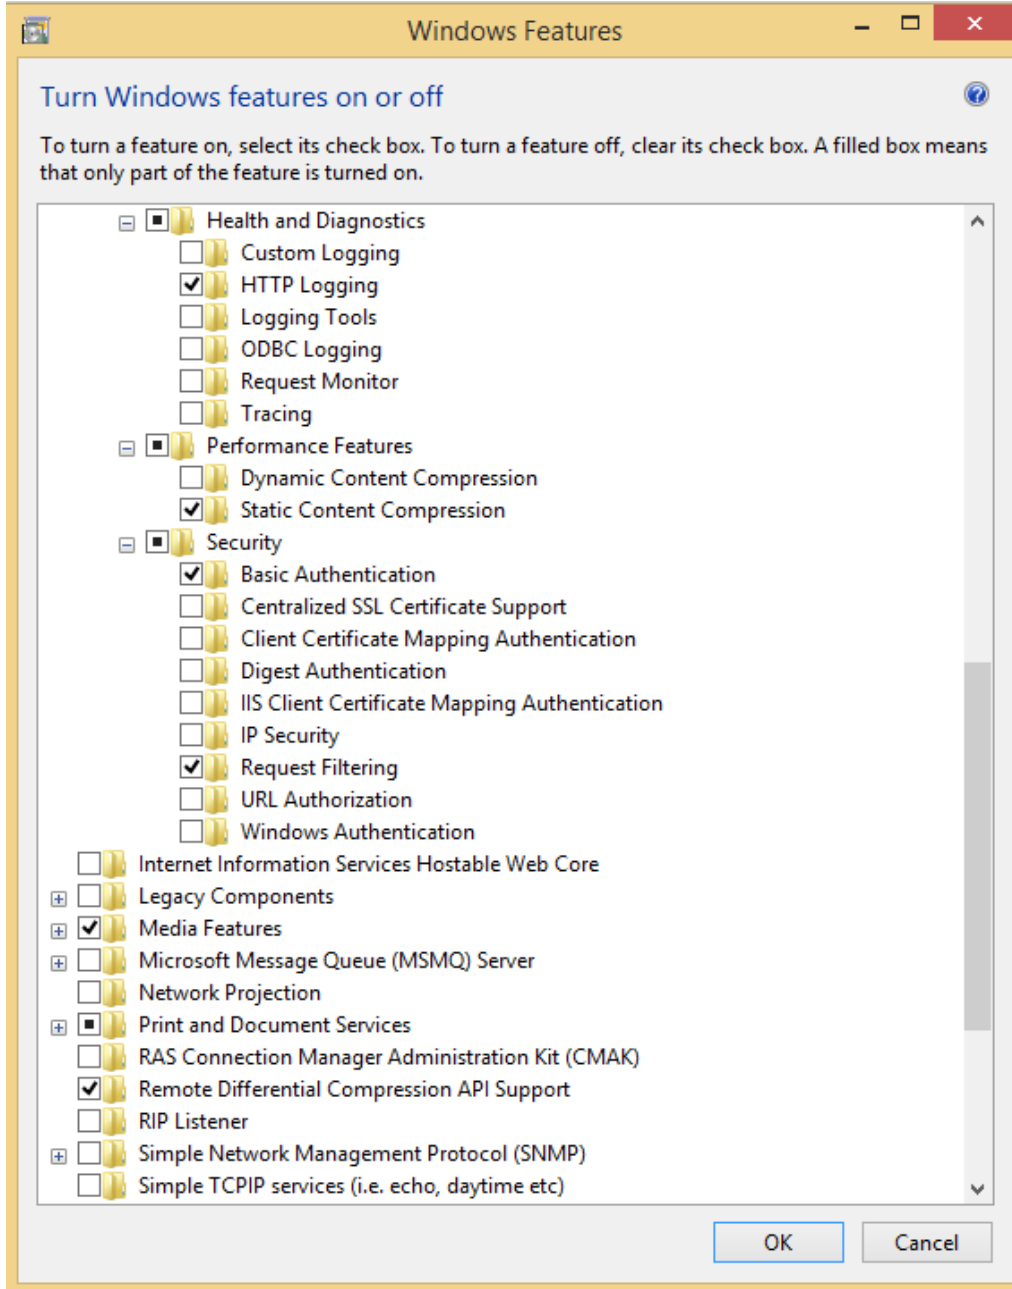 Windows Features
Turn Windows features on or off
To turn a feature on, select its check box. To turn a feature off, clear its check box. A filled box means
that only part of the feature is turned on.
Health and Diagnostics
Custom Logging
HTTP Logging
Logging Tools
ODBC Logging
Request Monitor
Tracing
Performance Features
Dynamic Content Compression
Static Content Compression
Security
Basic Authentication
Centralized SSL Certificate Support
Client Certificate Mapping Authentication
Digest Authentication
IIS Client Certificate Mapping Authentication
IP Security
Request Filtering
URL Authorization
Windows Authentication
Internet Information Services Hostable Web Core
Legacy Components
Media Features
Microsoft Message Queue (MSMQ) Server
Network Projection
Print and Document Services
RAS Connection Manager Administration Kit (CMAK)
Remote Differential Compression API Support
RIP Listener
Simple Network Management Protocol (SNMP)
Simple TCPIP services (i.e. echo, daytime etc)
OK Cancel